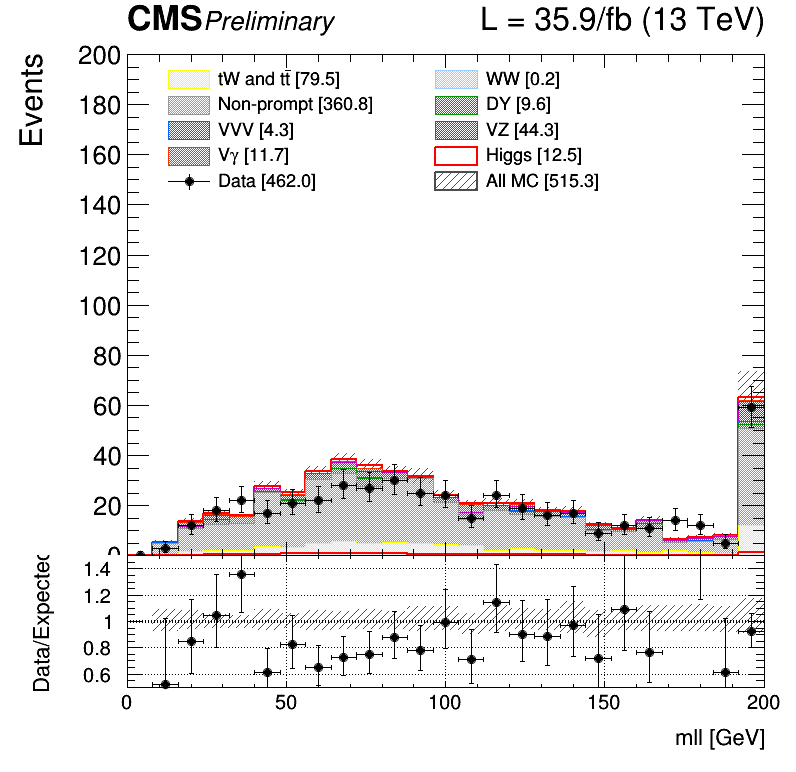 CMS Preliminary L = 35.9/fb (13 TeV)
Events
200
180
160
140
120
100
80
60
40
20
0
tW and tt̄ [79.5]
Non-prompt [360.8]
VVV [4.3]
Vγ [11.7]
Data [462.0]
WW [0.2]
DY [9.6]
VZ [44.3]
Higgs [12.5]
All MC [515.3]
Data/Expected
1.4
1.2
1
0.8
0.6
0 50 100 150 200
mll [GeV]